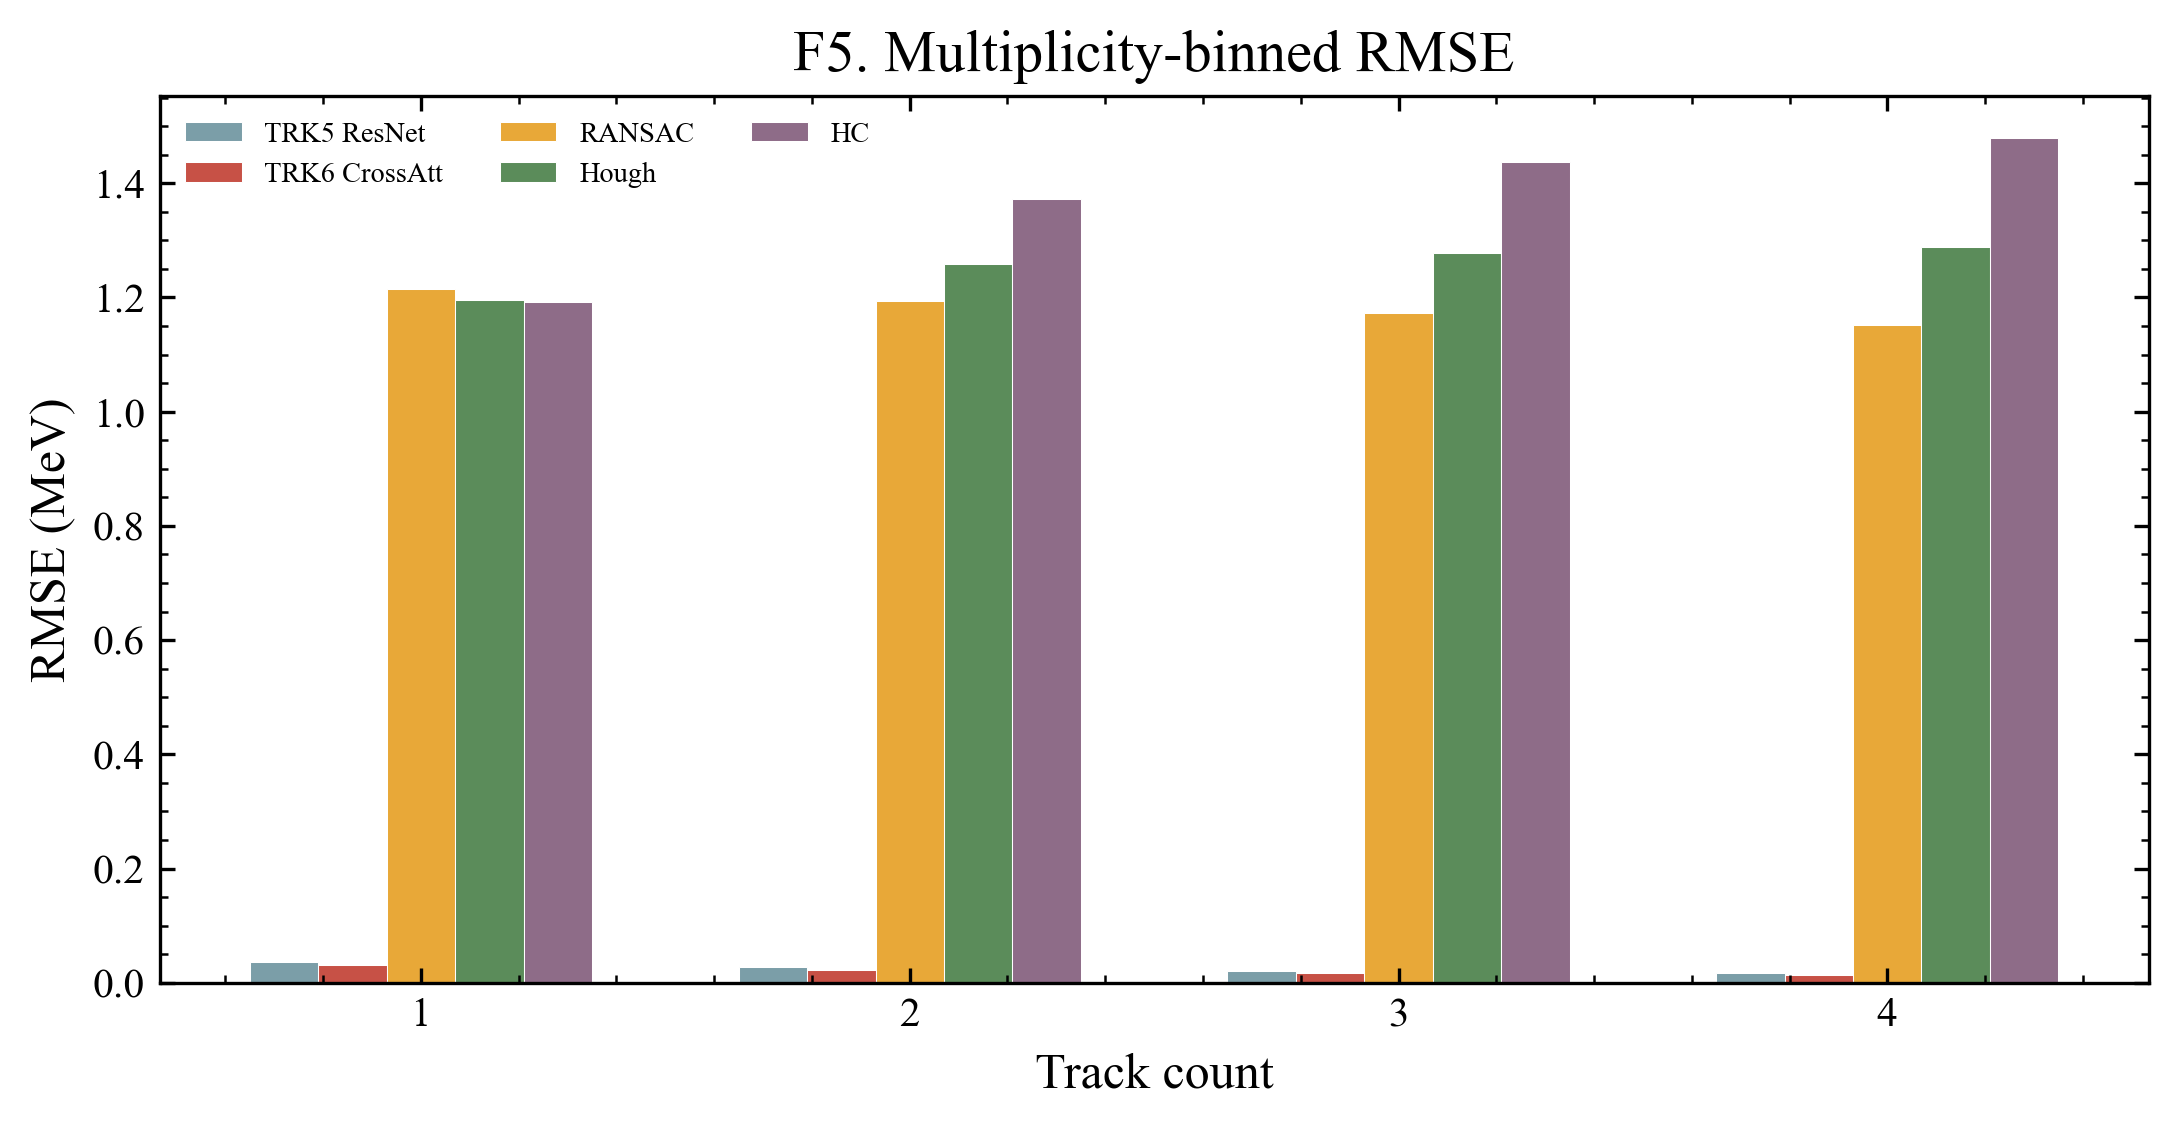 F5. Multiplicity-binned RMSE
TRK5 ResNet
TRK6 CrossAtt
RANSAC
Hough
HC
RMSE (MeV)
1.4
1.2
1.0
0.8
0.6
0.4
0.2
0.0
1 2 3 4
Track count